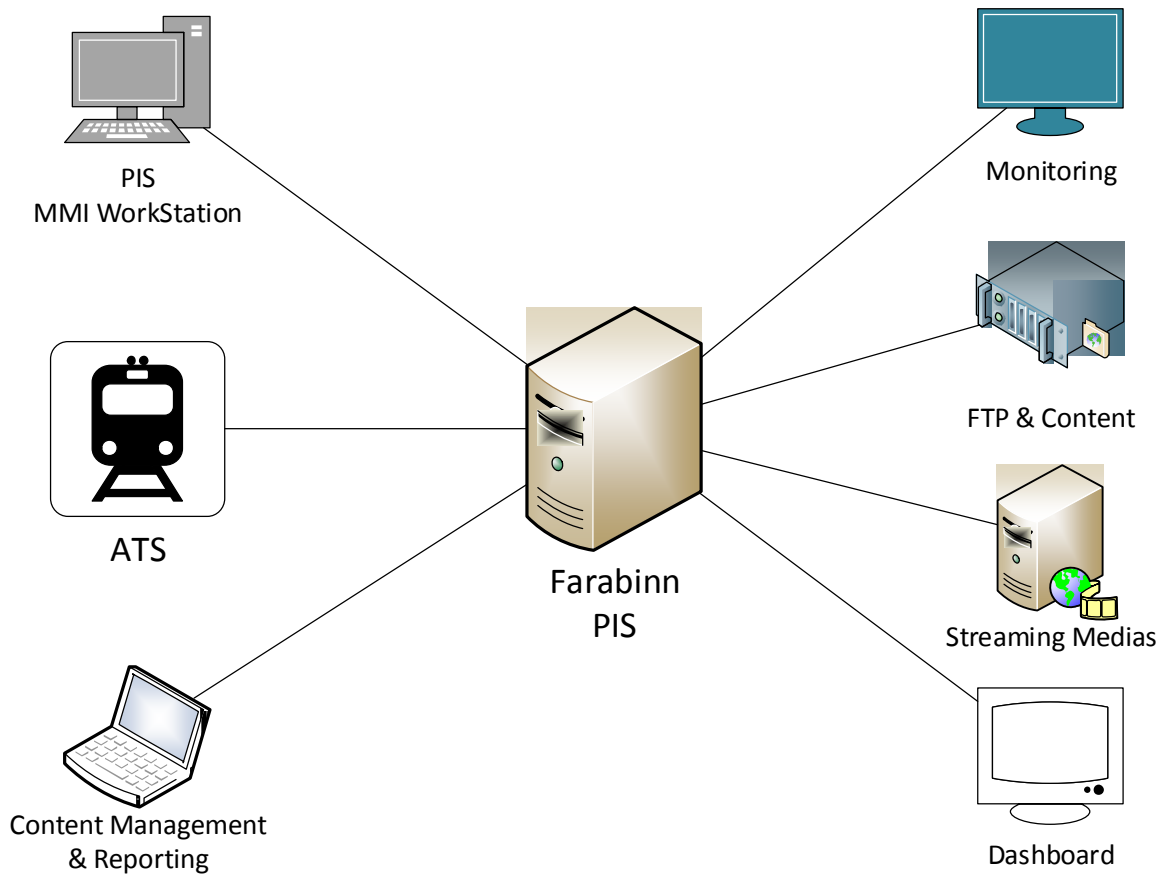 PIS
MMI WorkStation
Monitoring
FTP & Content
ATS
Farabinn
PIS
Streaming Medias
Content Management
& Reporting
Dashboard